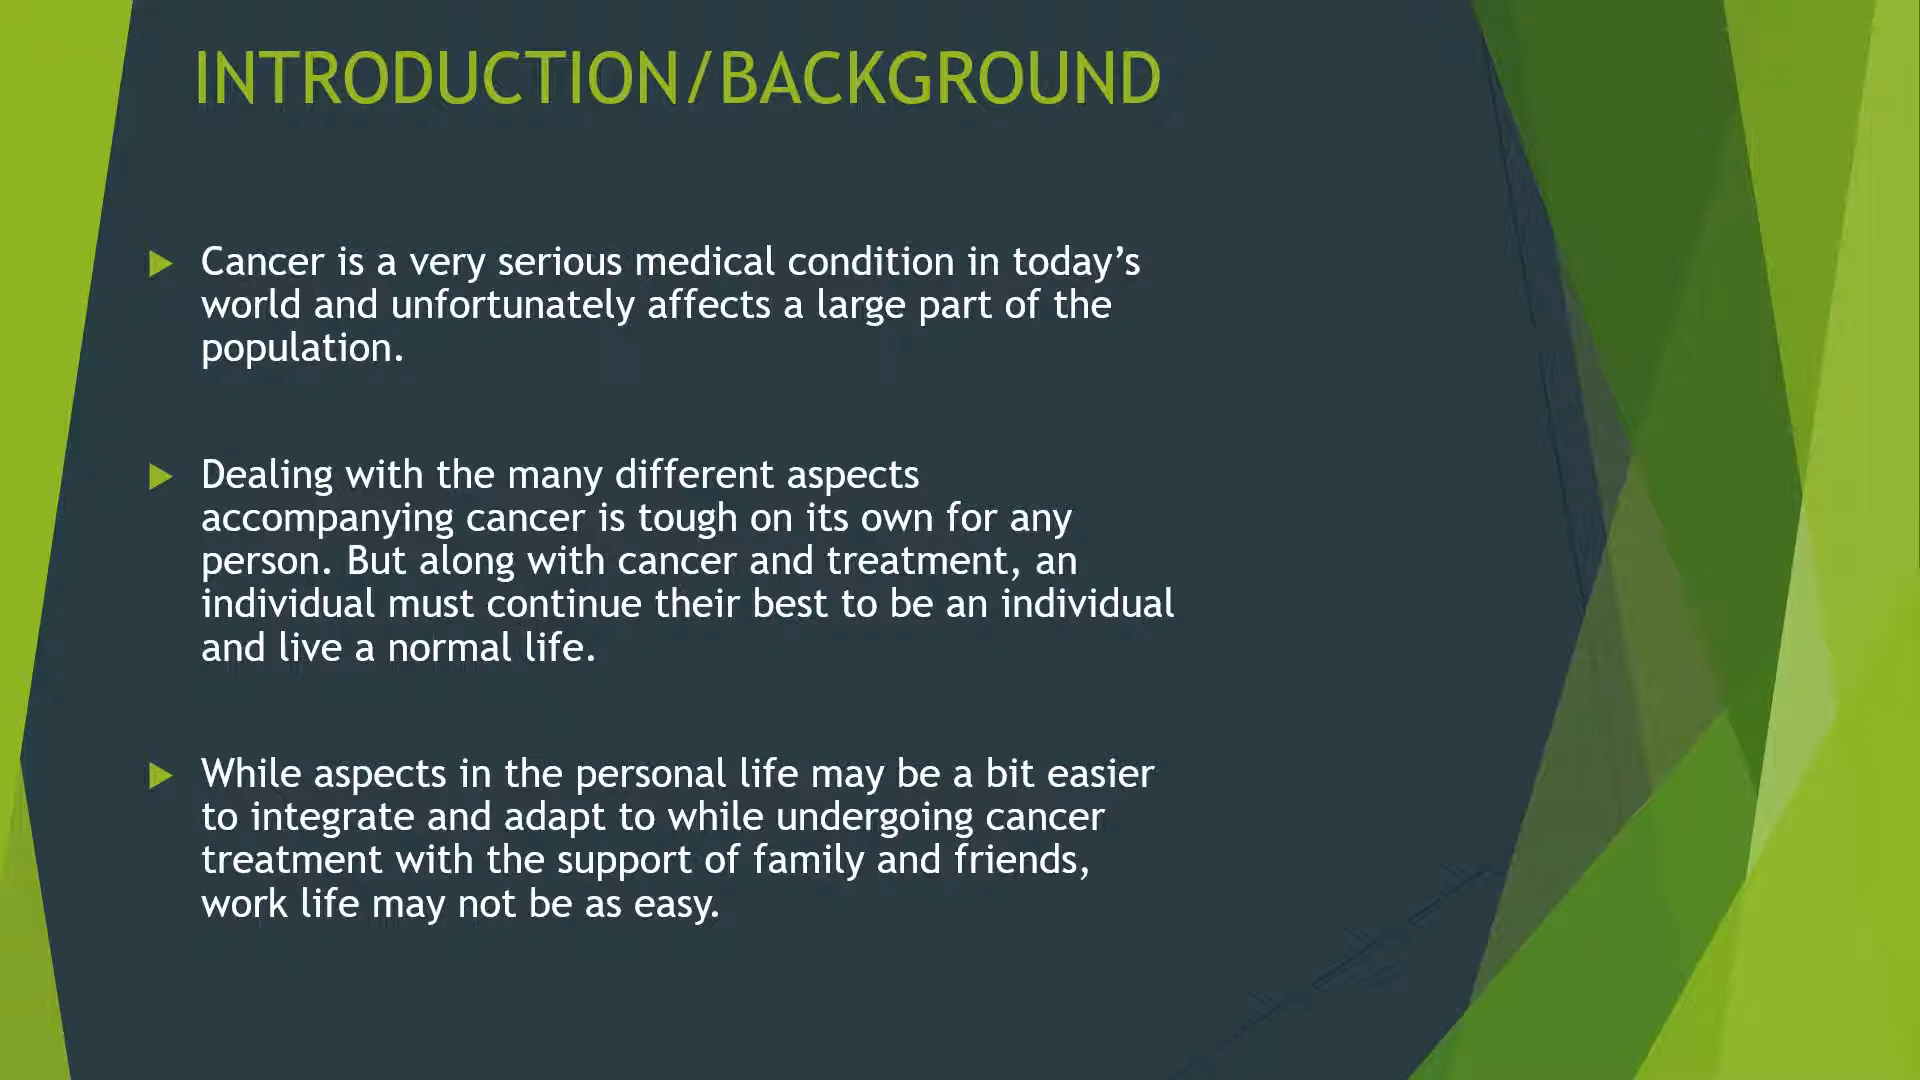 INTRODUCTION/BACKGROUND
Cancer is a very serious medical condition in today’s
world and unfortunately affects a large part of the
population.
Dealing with the many different aspects
accompanying cancer is tough on its own for any
person. But along with cancer and treatment, an
individual must continue their best to be an individual
and live a normal life.
While aspects in the personal life may be a bit easier
to integrate and adapt to while undergoing cancer
treatment with the support of family and friends,
work life may not be as easy.